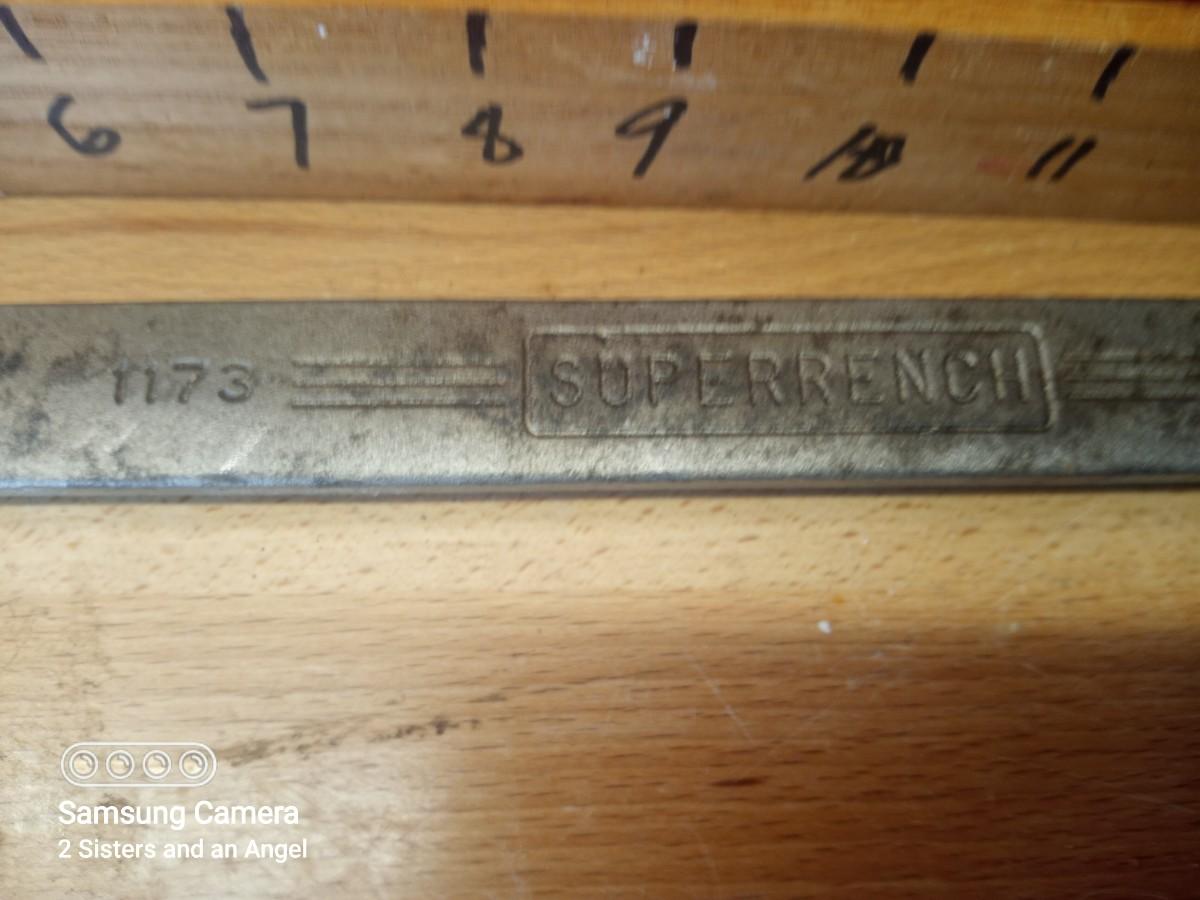 6 7 8 9 10 11
1173 SUPERRENCH
Samsung Camera
2 Sisters and an Angel